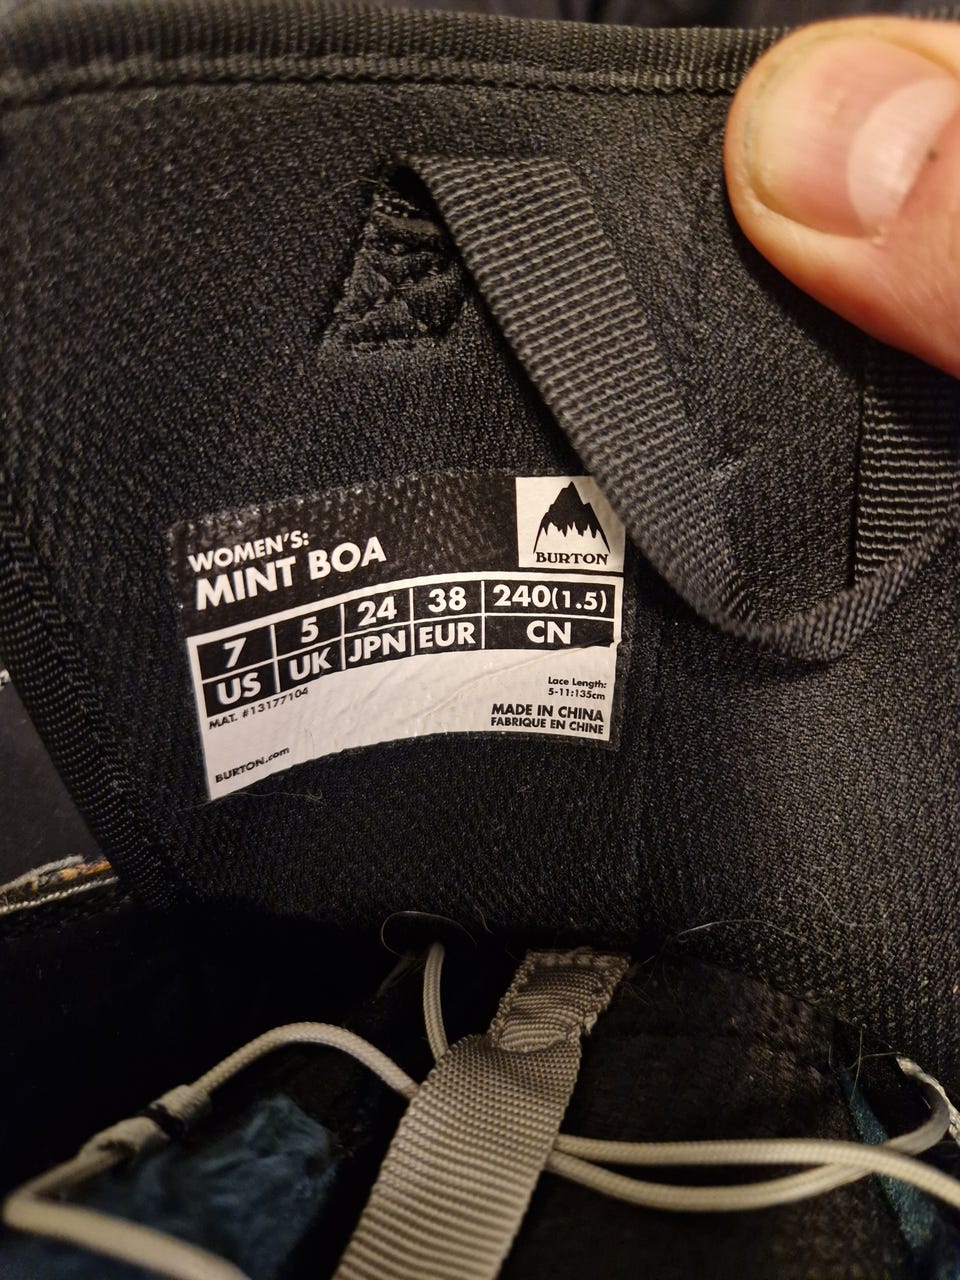 WOMEN'S:
MINT BOA
BURTON
7 5 24 38 240(1.5)
US UK JPN EUR CN
MAT. #13177104
Lace Length:
5-11:135cm
MADE IN CHINA
FABRIQUE EN CHINE
BURTON.com